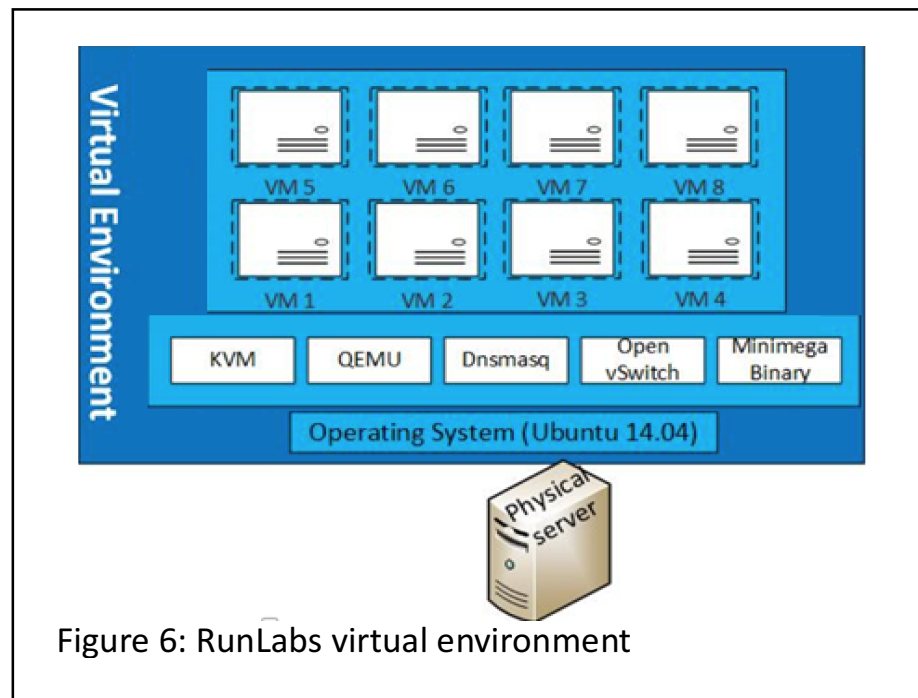 Virtual Environment
VM 5
VM 6
VM 7
VM 8
VM 1
VM 2
VM 3
VM 4
KVM
QEMU
Dnsmasq
Open
vSwitch
Minimega
Binary
Operating System (Ubuntu 14.04)
Physical
server
Figure 6: RunLabs virtual environment